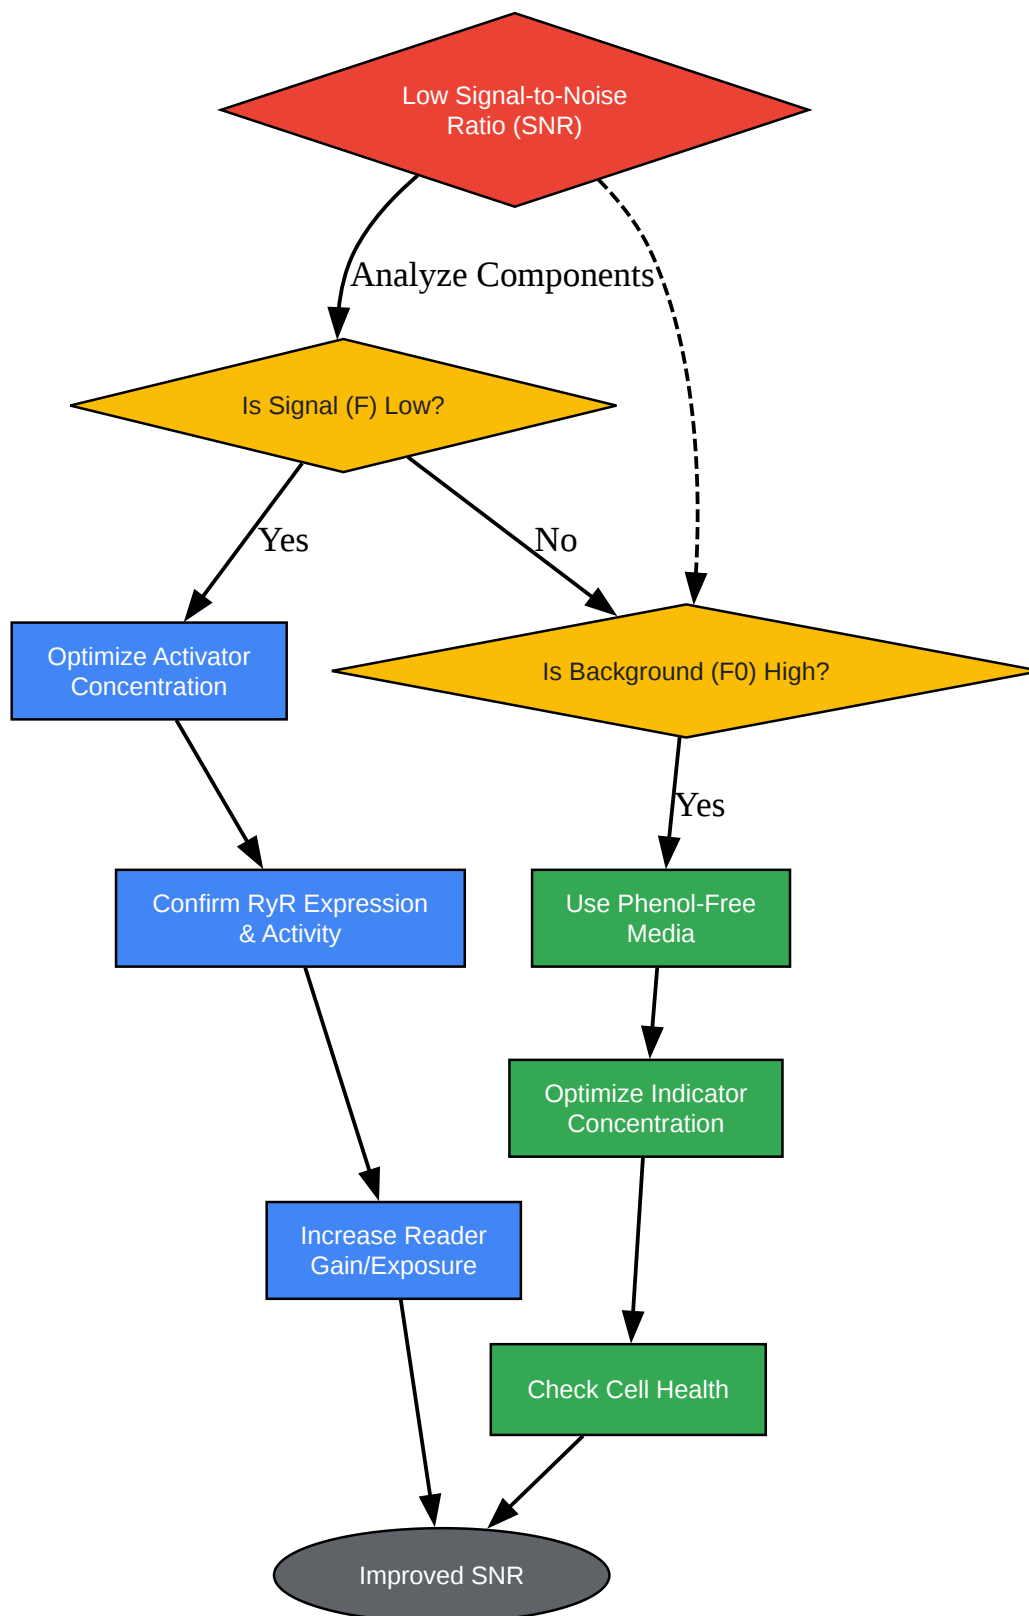 Low Signal-to-Noise
Ratio (SNR)
Analyze Components
Is Signal (F) Low?
Yes
No
Optimize Activator
Concentration
Is Background (F0) High?
Yes
Confirm RyR Expression
& Activity
Use Phenol-Free
Media
Optimize Indicator
Concentration
Increase Reader
Gain/Exposure
Check Cell Health
Improved SNR